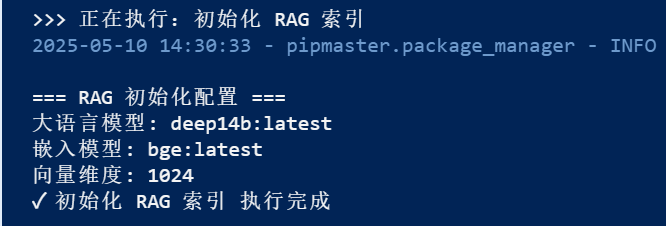 >>> 正在执行: 初始化 RAG 索引
2025-05-10 14:30:33 - pipmaster.package_manager - INFO
=== RAG 初始化配置 ===
大语言模型: deep14b:latest
嵌入模型: bge:latest
向量维度: 1024
✓ 初始化 RAG 索引 执行完成